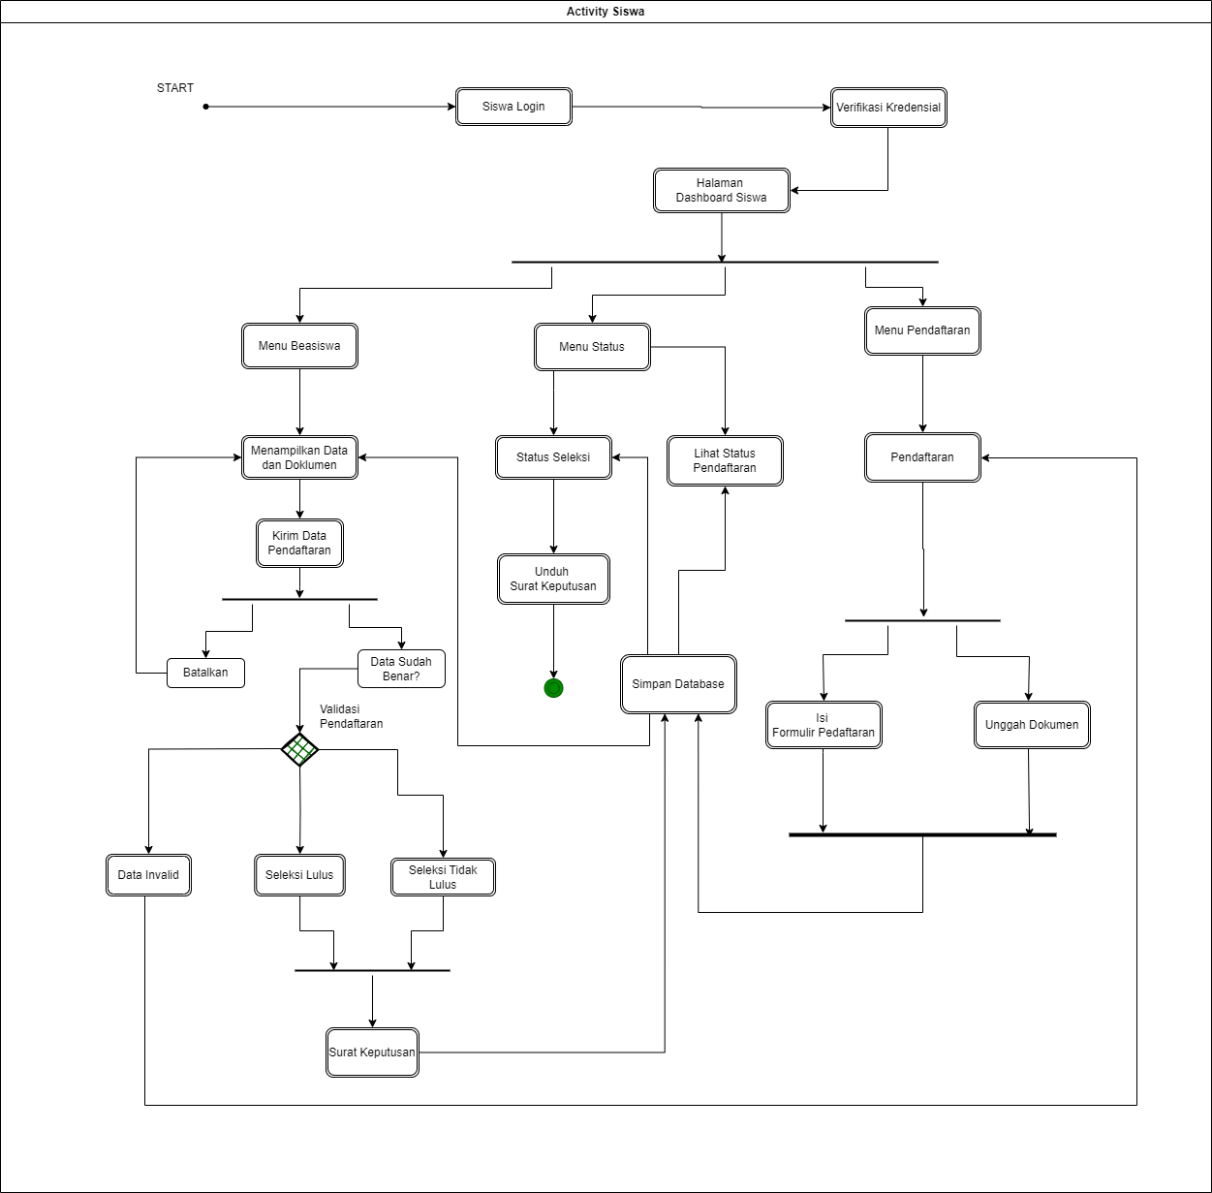 Activity Siswa
START
Siswa Login
Verifikasi Kredensial
Halaman
Dashboard Siswa
Menu Beasiswa
Menu Status
Menu Pendaftaran
Menampilkan Data
dan Doklumen
Status Seleksi
Lihat Status
Pendaftaran
Pendaftaran
Kirim Data
Pendaftaran
Unduh
Surat Keputusan
Batalkan
Data Sudah
Benar?
Simpan Database
Validasi
Pendaftaran
Isi
Formulir Pedaftaran
Unggah Dokumen
Data Invalid
Seleksi Lulus
Seleksi Tidak
Lulus
Surat Keputusan